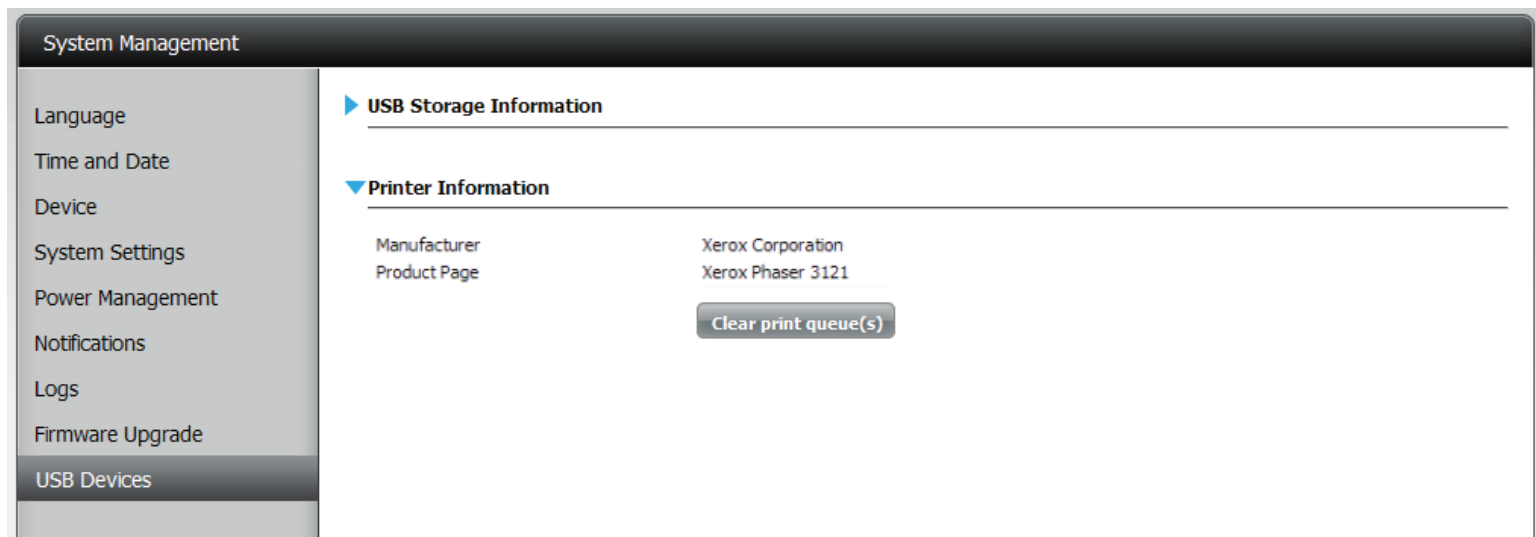 System Management
Language
Time and Date
Device
System Settings
Power Management
Notifications
Logs
Firmware Upgrade
USB Devices
USB Storage Information
Printer Information
Manufacturer Xerox Corporation
Product Page Xerox Phaser 3121
Clear print queue(s)